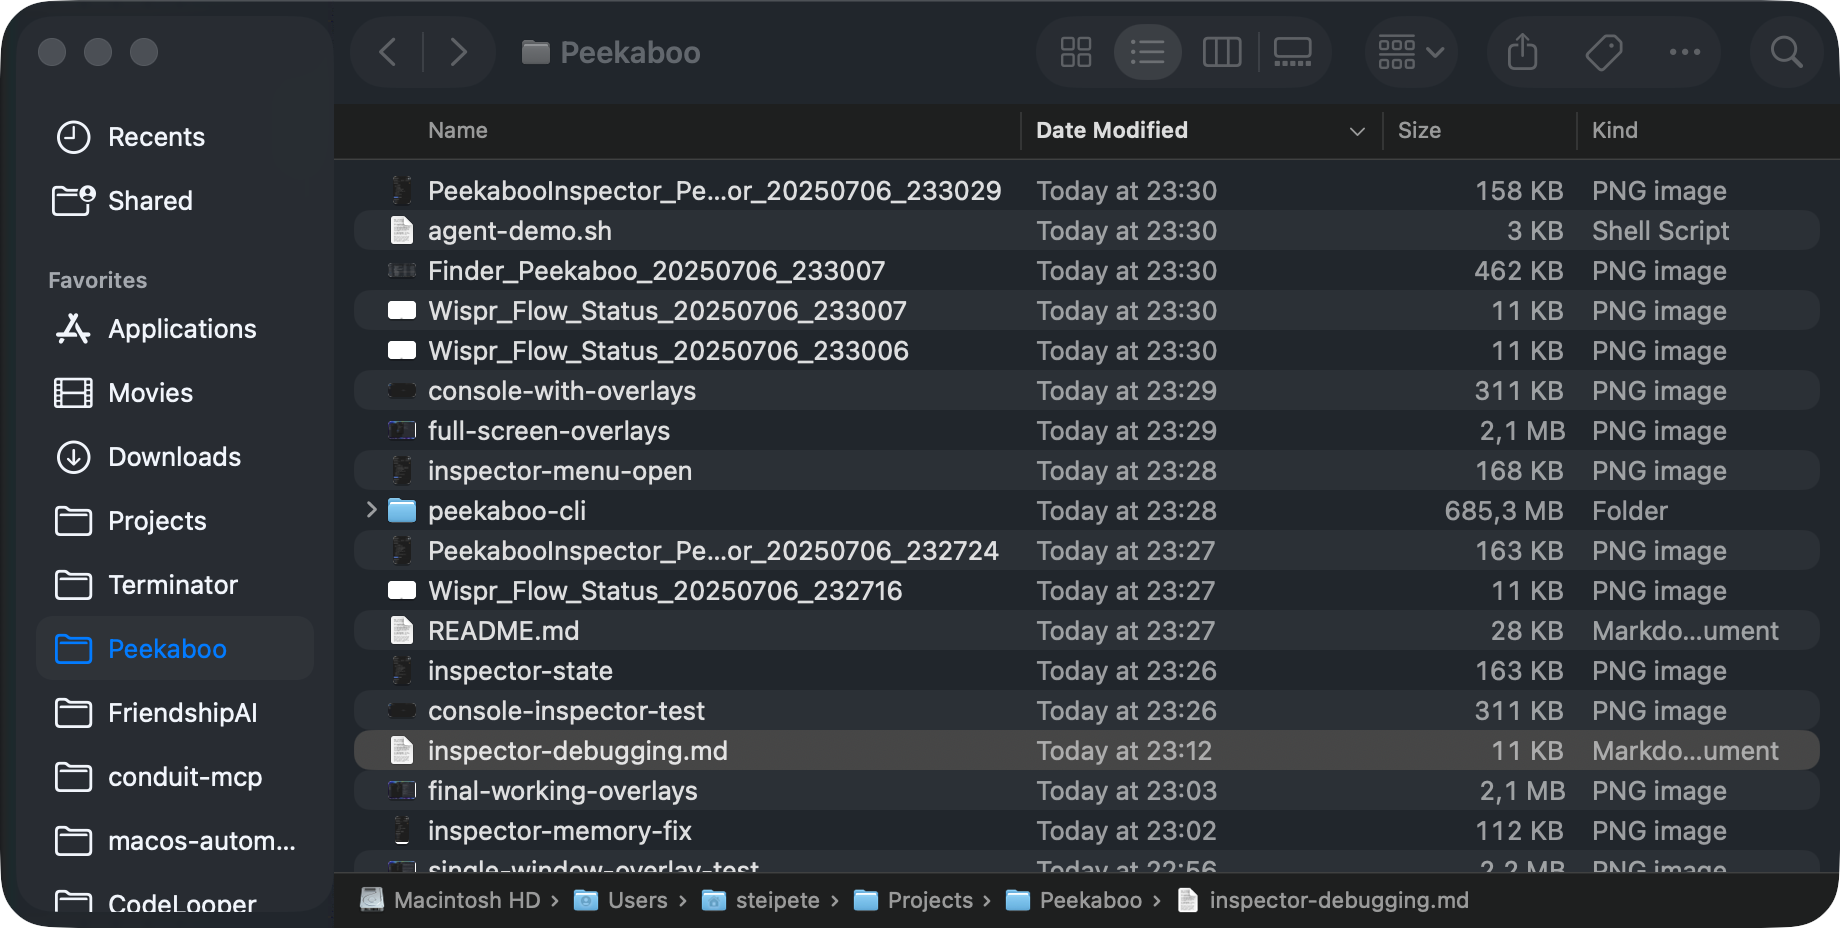 Peekaboo
Recents
Shared
Favorites
Applications
Movies
Downloads
Projects
Terminator
Peekaboo
FriendshipAI
conduit-mcp
macos-autom...
CodeLooper
Name Date Modified Size Kind
PeekabooInspector_Pe...or_20250706_233029 Today at 23:30 158 KB PNG image
agent-demo.sh Today at 23:30 3 KB Shell Script
Finder_Peekaboo_20250706_233007 Today at 23:30 462 KB PNG image
Wispr_Flow_Status_20250706_233007 Today at 23:30 11 KB PNG image
Wispr_Flow_Status_20250706_233006 Today at 23:30 11 KB PNG image
console-with-overlays Today at 23:29 311 KB PNG image
full-screen-overlays Today at 23:29 2,1 MB PNG image
inspector-menu-open Today at 23:28 168 KB PNG image
peekaboo-cli Today at 23:28 685,3 MB Folder
PeekabooInspector_Pe...or_20250706_232724 Today at 23:27 163 KB PNG image
Wispr_Flow_Status_20250706_232716 Today at 23:27 11 KB PNG image
README.md Today at 23:27 28 KB Markdo...ument
inspector-state Today at 23:26 163 KB PNG image
console-inspector-test Today at 23:26 311 KB PNG image
inspector-debugging.md Today at 23:12 11 KB Markdo...ument
final-working-overlays Today at 23:03 2,1 MB PNG image
inspector-memory-fix Today at 23:02 112 KB PNG image
single-window-overlay-test Today at 22:56 2,2 MB PNG image
Macintosh HD › Users › steipete › Projects › Peekaboo › inspector-debugging.md